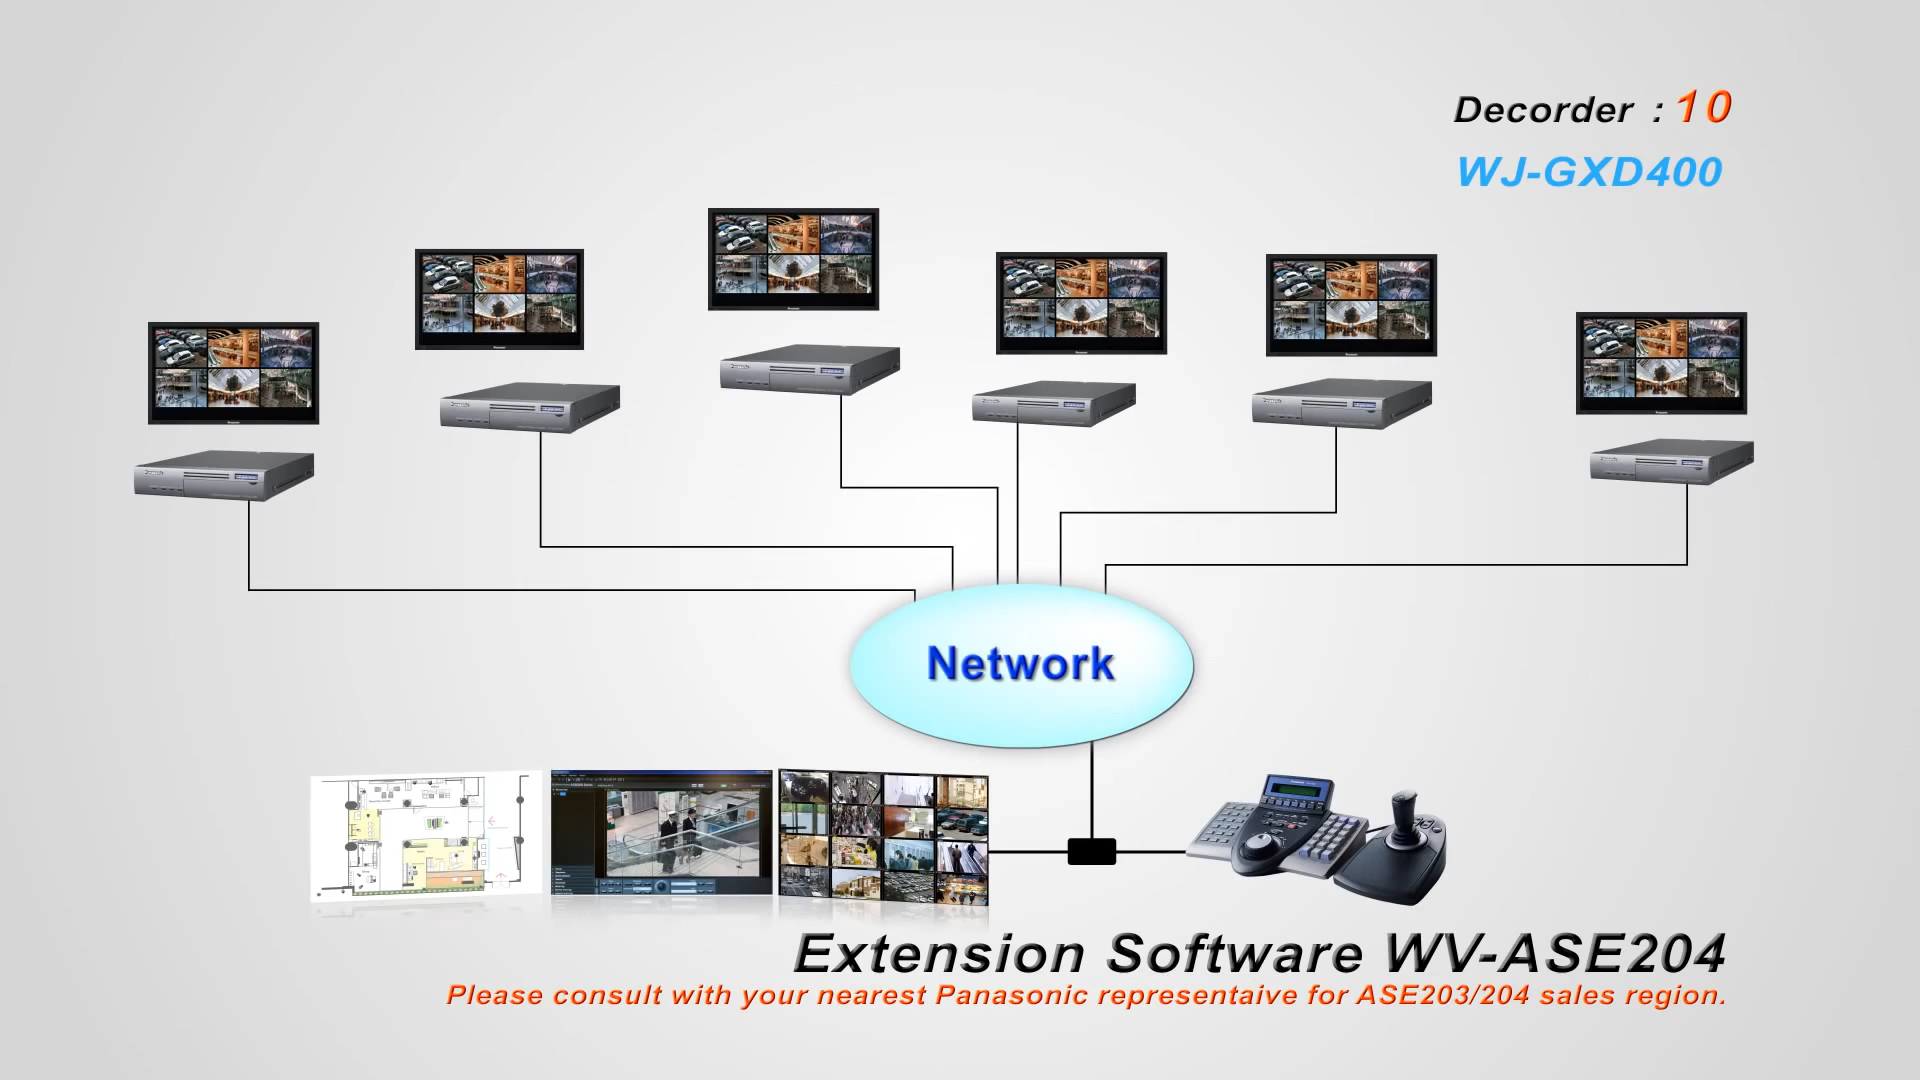 Decorder : 10
WJ-GXD400
Network
Extension Software WV-ASE204
Please consult with your nearest Panasonic representaive for ASE203/204 sales region.